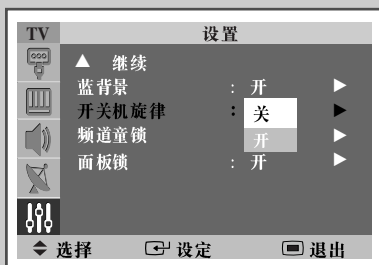 TV 设置
▲ 继续
蓝背景 : 开 ▶
开关机旋律 : 关 ▶
频道童锁 开 ▶
面板锁 : 开 ▶
选择 设定 退出